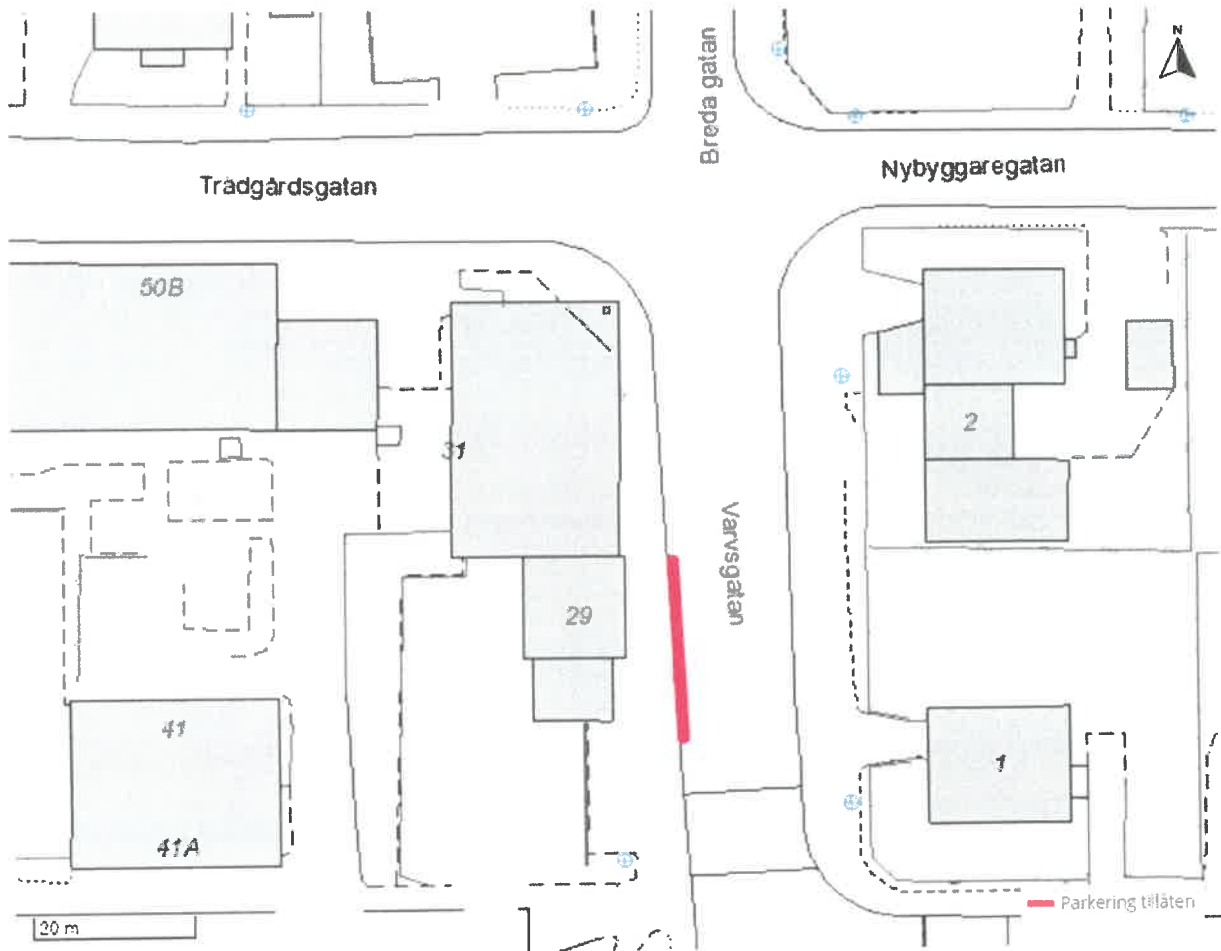 N
Breda gatan
Nybyggaregatan
Trädgårdsgatan
50B
31
2
Varvsgatan
29
41
1
41A
Parkering tillåten
20 m